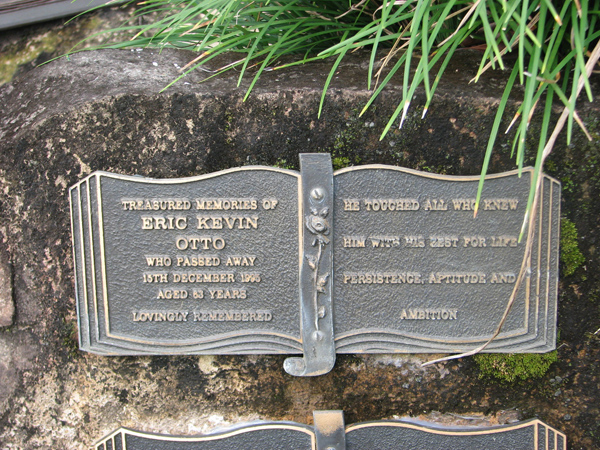 TREASURED MEMORIES OF
ERIC KEVIN
OTTO
WHO PASSED AWAY
15TH DECEMBER
AGED 63 YEARS
LOVINGLY REMEMBERED
HE TOUCHED ALL WHO KNEW
HIM WITH HIS ZEST FOR LIFE
PERSISTENCE, APTITUDE AND
AMBITION